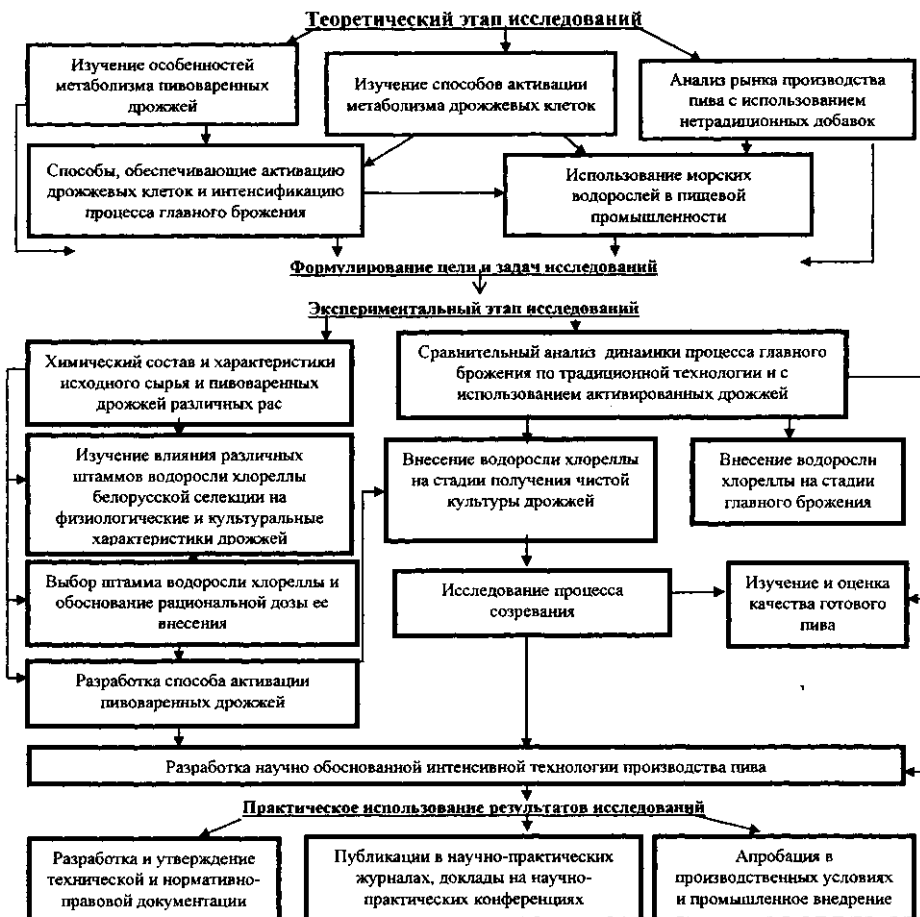 Теоретический этап исследований
Изучение особенностей
метаболизма пивоваренных
дрожжей
Изучение способов активации
метаболизма дрожжевых клеток
Анализ рынка производства
пива с использованием
нетрадиционных добавок
Способы, обеспечивающие активацию
дрожжевых клеток и интенсификацию
процесса главного брожения
Использование морских
водорослей в пищевой
промышленности
Формулирование цели и задач исследований
Экспериментальный этап исследований
Химический состав и характеристики
исходного сырья и пивоваренных
дрожжей различных рас
Сравнительный анализ динамики процесса главного
брожения по традиционной технологии и с
использованием активированных дрожжей
Изучение влияния различных
штаммов водоросли хлореллы
белорусской селекции на
физиологические и культуральные
характеристики дрожжей
Внесение водоросли хлореллы
на стадии получения чистой
культуры дрожжей
Внесение водоросли
хлореллы на стадии
главного брожения
Выбор штамма водоросли хлореллы и
обоснование рациональной дозы ее
внесения
Исследование процесса
созревания
Изучение и оценка
качества готового
пива
Разработка способа активации
пивоваренных дрожжей
Разработка научно обоснованной интенсивной технологии производства пива
Практическое использование результатов исследований
Разработка и утверждение
технической и нормативно-
правовой документации
Публикации в научно-практических
журналах, доклады на научно-
практических конференциях
Апробация в
производственных условиях
и промышленное внедрение